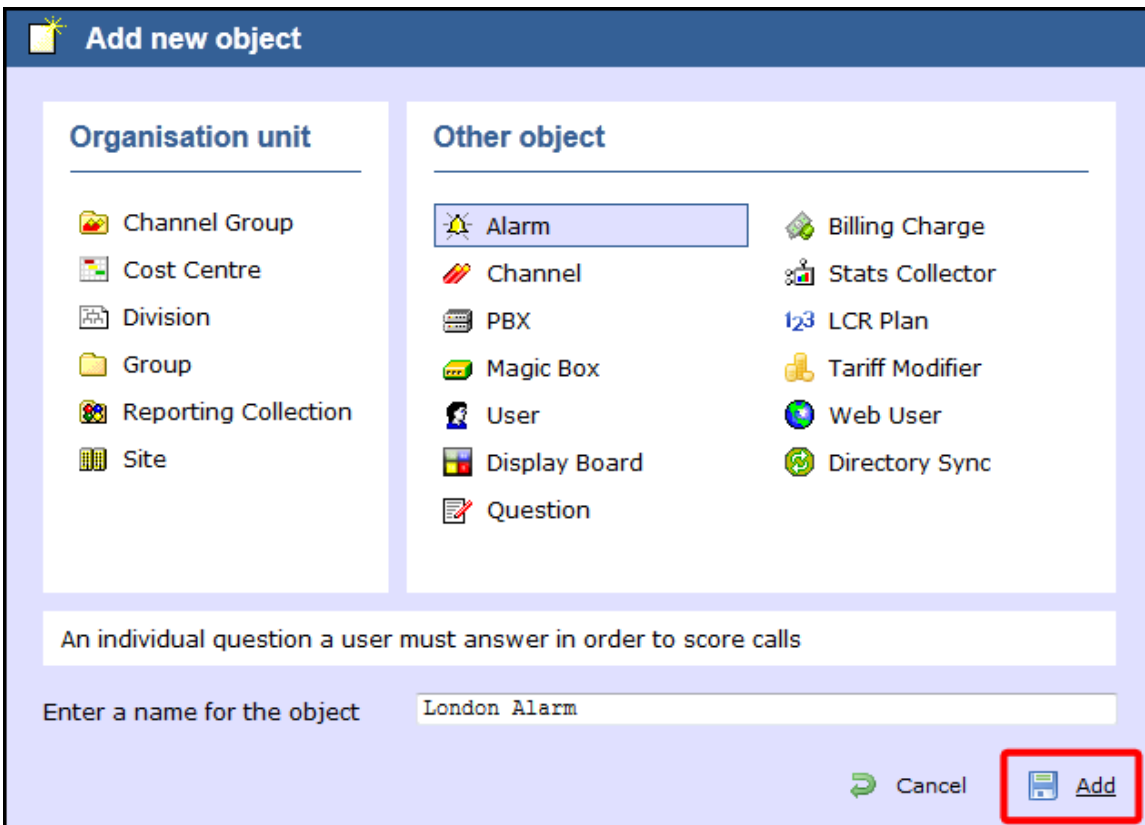 Add new object
Organisation unit
Channel Group
Cost Centre
Division
Group
Reporting Collection
Site
Other object
Alarm
Channel
PBX
Magic Box
User
Display Board
Question
Billing Charge
Stats Collector
123 LCR Plan
Tariff Modifier
Web User
Directory Sync
An individual question a user must answer in order to score calls
Enter a name for the object
London Alarm
Cancel
Add